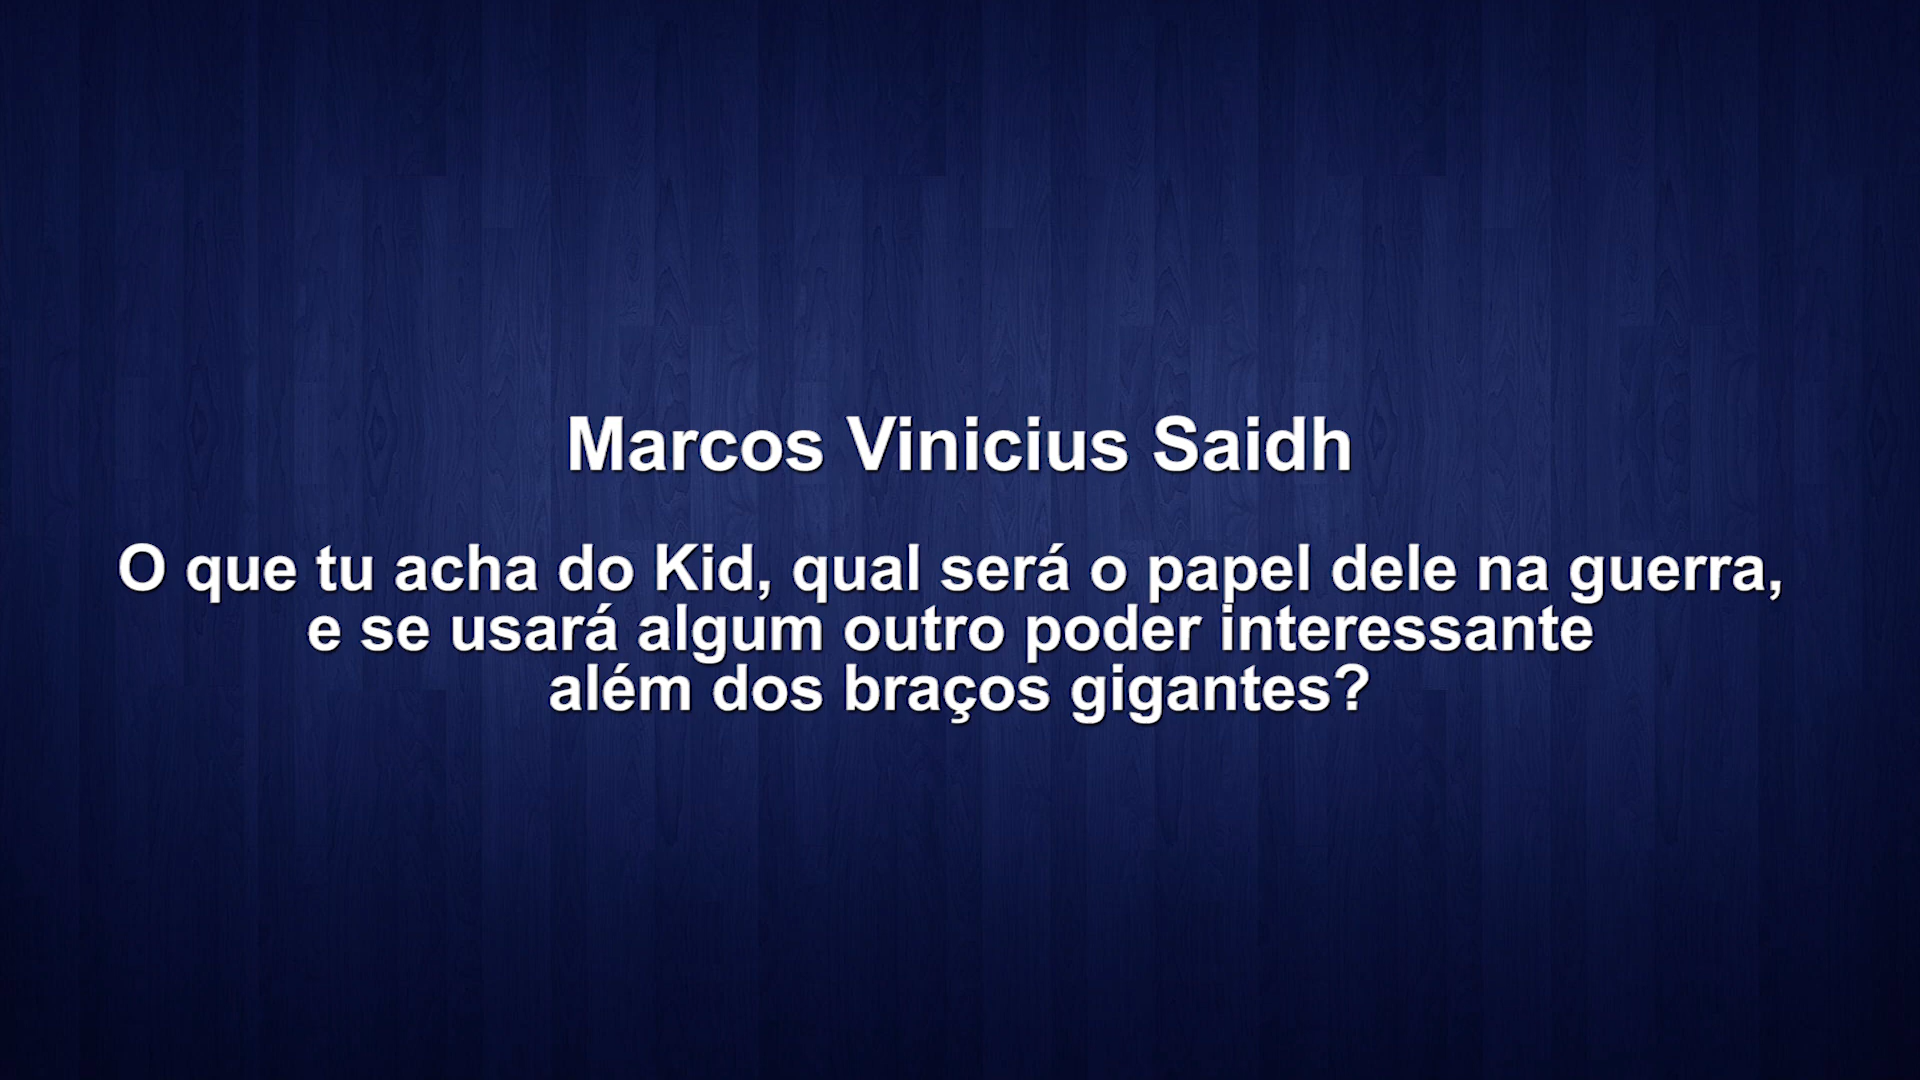 Marcos Vinicius Saidh
O que tu acha do Kid, qual será o papel dele na guerra,
e se usará algum outro poder interessante
além dos braços gigantes?